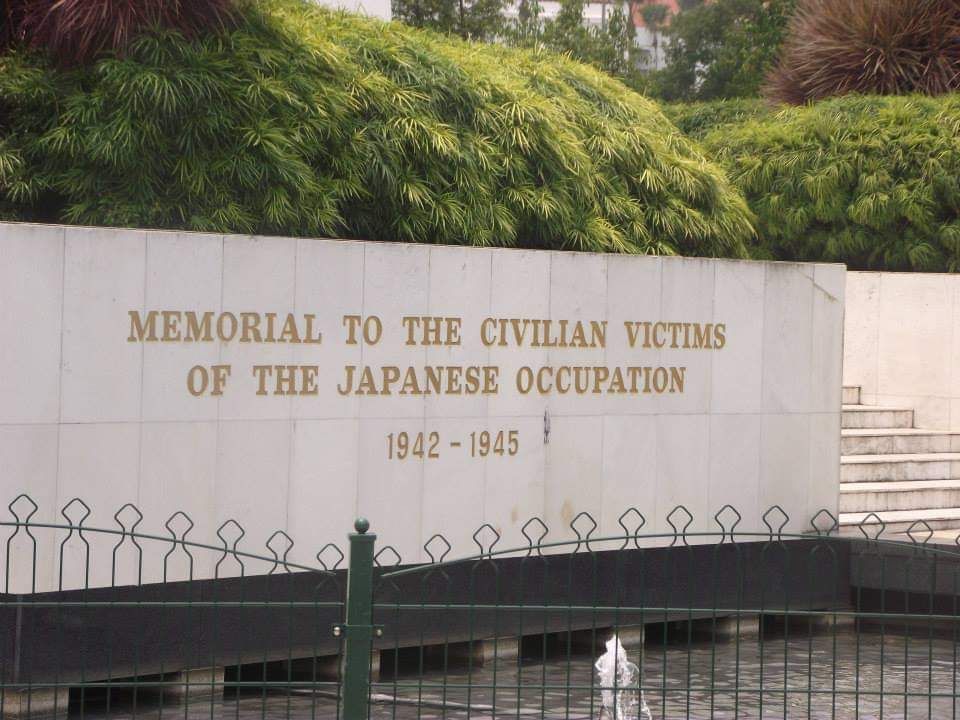 MEMORIAL TO THE CIVILIAN VICTIMS
OF THE JAPANESE OCCUPATION
1942 - 1945